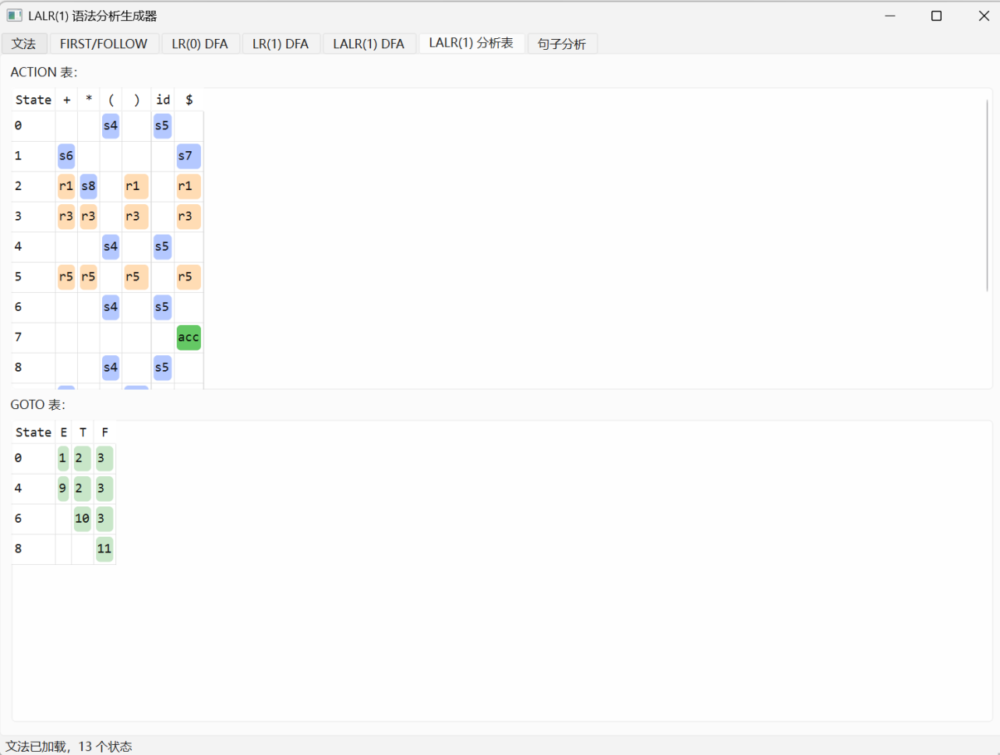 LALR(1) 语法分析生成器
文法 FIRST/FOLLOW LR(0) DFA LR(1) DFA LALR(1) DFA LALR(1) 分析表 句子分析
ACTION 表:
State + * ( ) id $
0 s4 s5
1 s6 s7
2 r1 s8 r1 r1
3 r3 r3 r3 r3
4 s4 s5
5 r5 r5 r5 r5
6 s4 s5
7 acc
8 s4 s5
GOTO 表:
State E T F
0 1 2 3
4 9 2 3
6 10 3
8 11
文法已加载，13 个状态